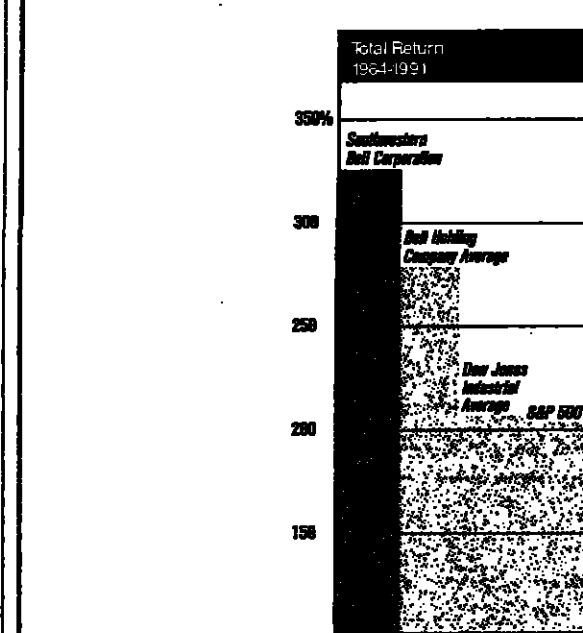 Total Return
1984-1991
350%
Southwestern
Bell Corporation
300
Bell Holding
Company Average
250
Dow Jones
Industrial
Average
S&P 500
200
150